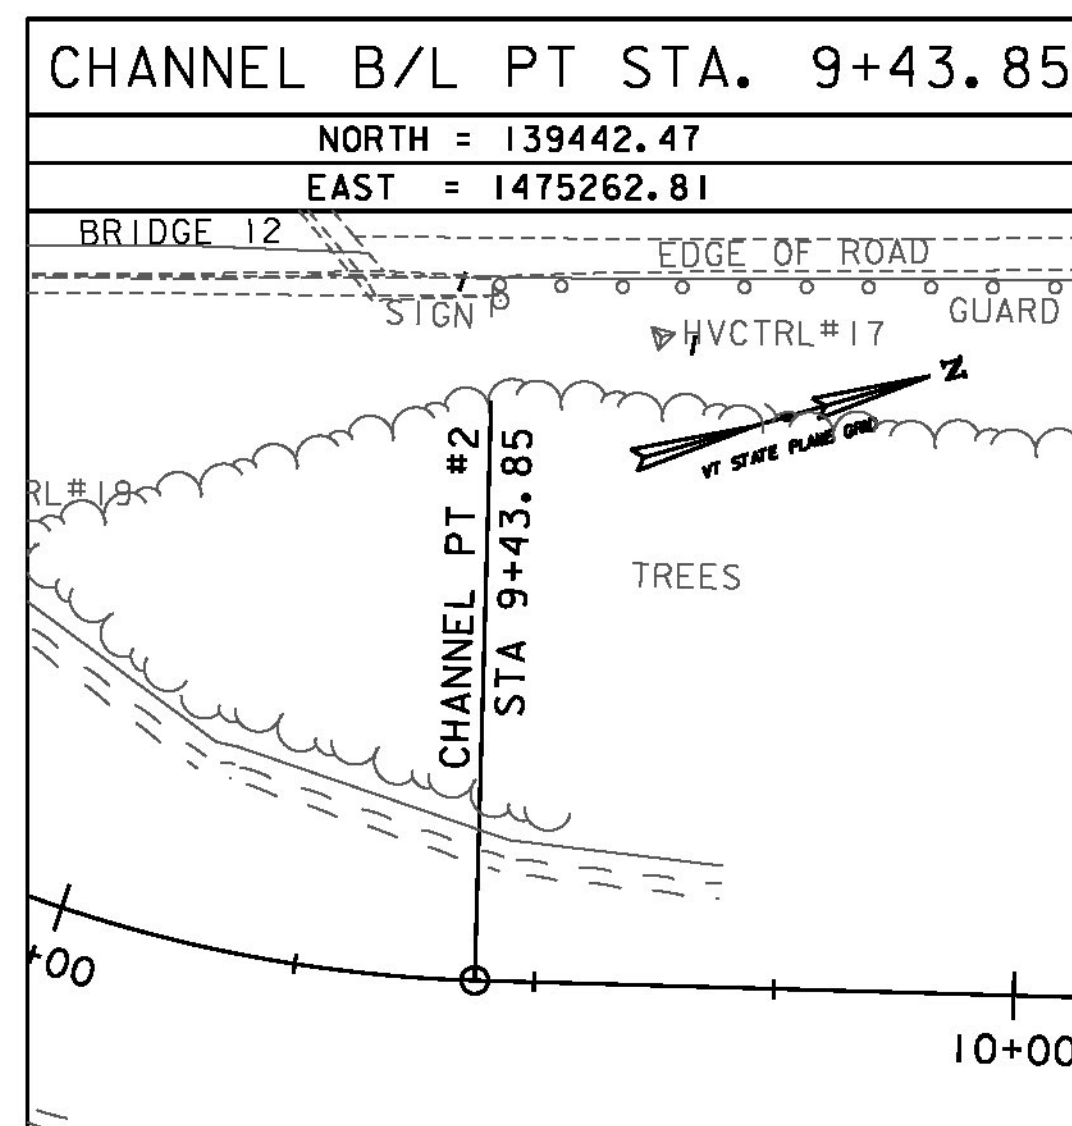 CHANNEL B/L PT STA. 9+43.85
NORTH = 139442.47
EAST = 1475262.81
BRIDGE 12
EDGE OF ROAD
SIGN
GUARD
HVCTRL#17
N
VT STATE PLANE GRID
RL#19
CHANNEL PT #2
STA 9+43.85
TREES
+00
10+00